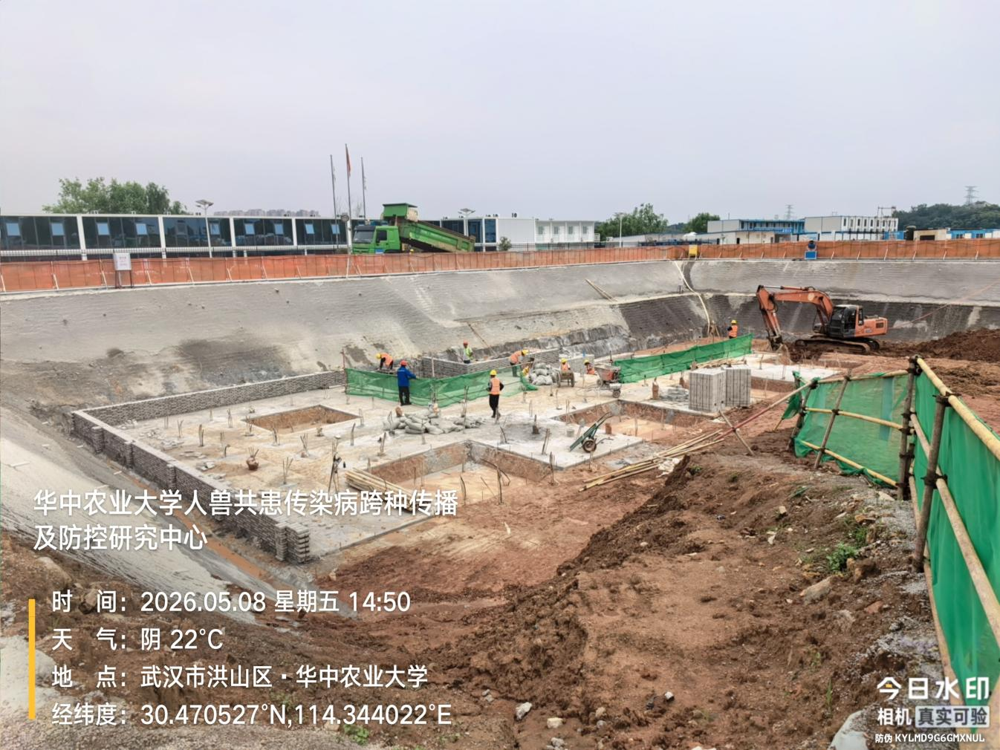 华中农业大学人兽共患传染病跨种传播
及防控研究中心
时 间：2026.05.08 星期五 14:50
天 气：阴 22°C
地 点：武汉市洪山区·华中农业大学
经纬度：30.470527°N,114.344022°E
今日水印
相机 真实可验
防伪 KYLMD9G6GMXNUL